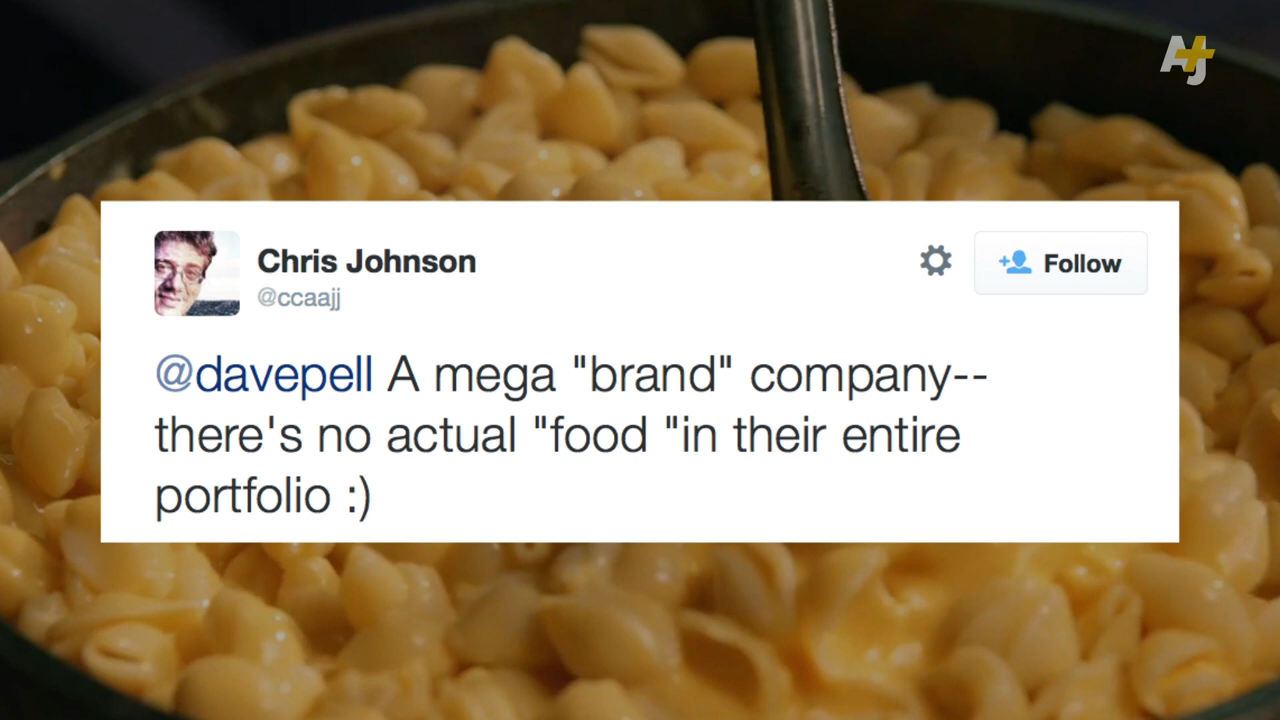 AJ+
Chris Johnson
@ccaajj
Follow
@davepell A mega "brand" company--
there's no actual "food "in their entire
portfolio :)